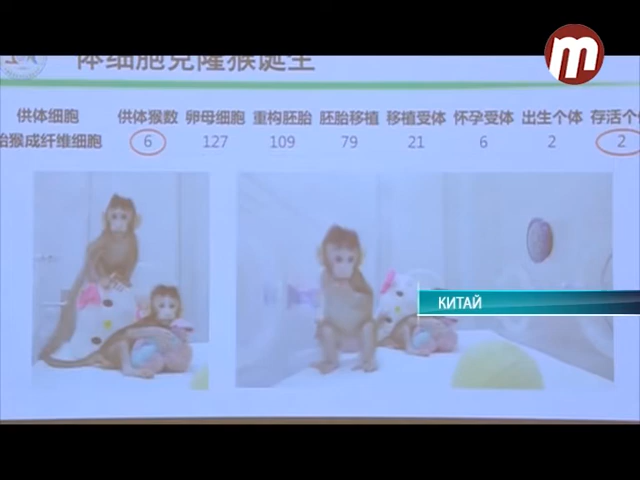 m
体细胞克隆猴诞生
供体细胞 供体猴数 卵母细胞 重构胚胎 胚胎移植 移植受体 怀孕受体 出生个体 存活个体
胎猴成纤维细胞 6 127 109 79 21 6 2 2
КИТАЙ